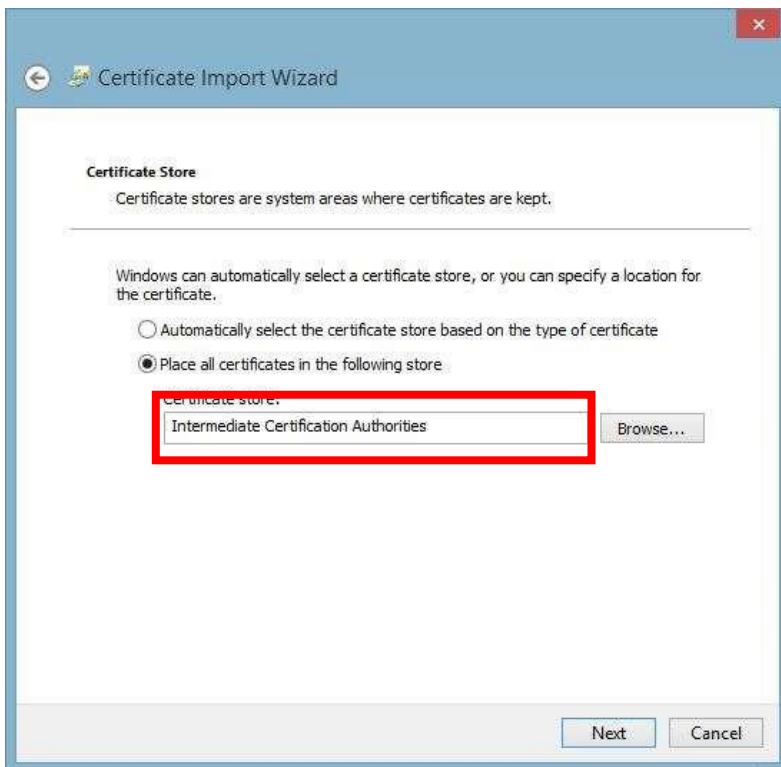 Certificate Import Wizard
Certificate Store
Certificate stores are system areas where certificates are kept.
Windows can automatically select a certificate store, or you can specify a location for
the certificate.
Automatically select the certificate store based on the type of certificate
Place all certificates in the following store
Certificate store:
Intermediate Certification Authorities
Browse...
Next
Cancel